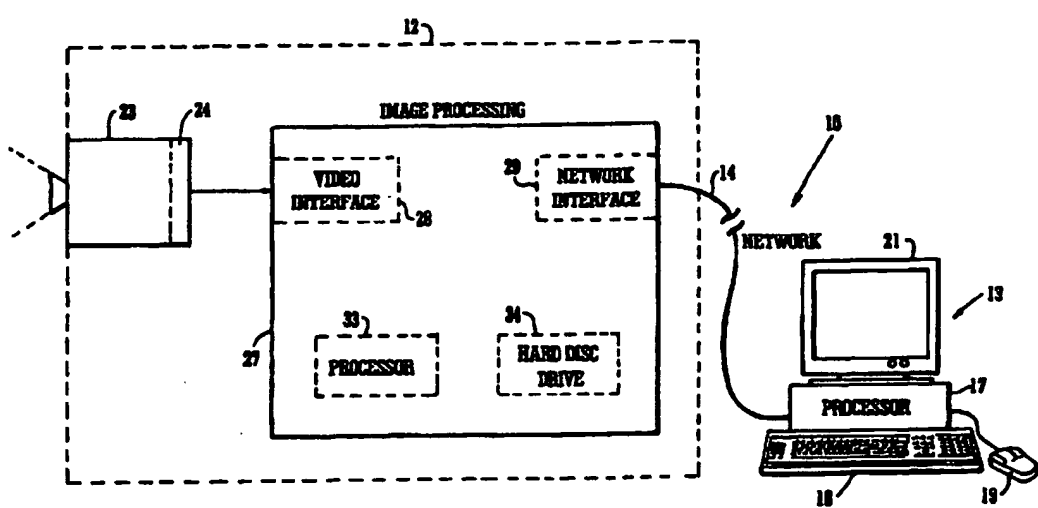 12
23
24
IMAGE PROCESSING
VIDEO
INTERFACE
28
29
NETWORK
INTERFACE
14
10
NETWORK
21
13
33
PROCESSOR
34
HARD DISC
DRIVE
27
17
PROCESSOR
18
19